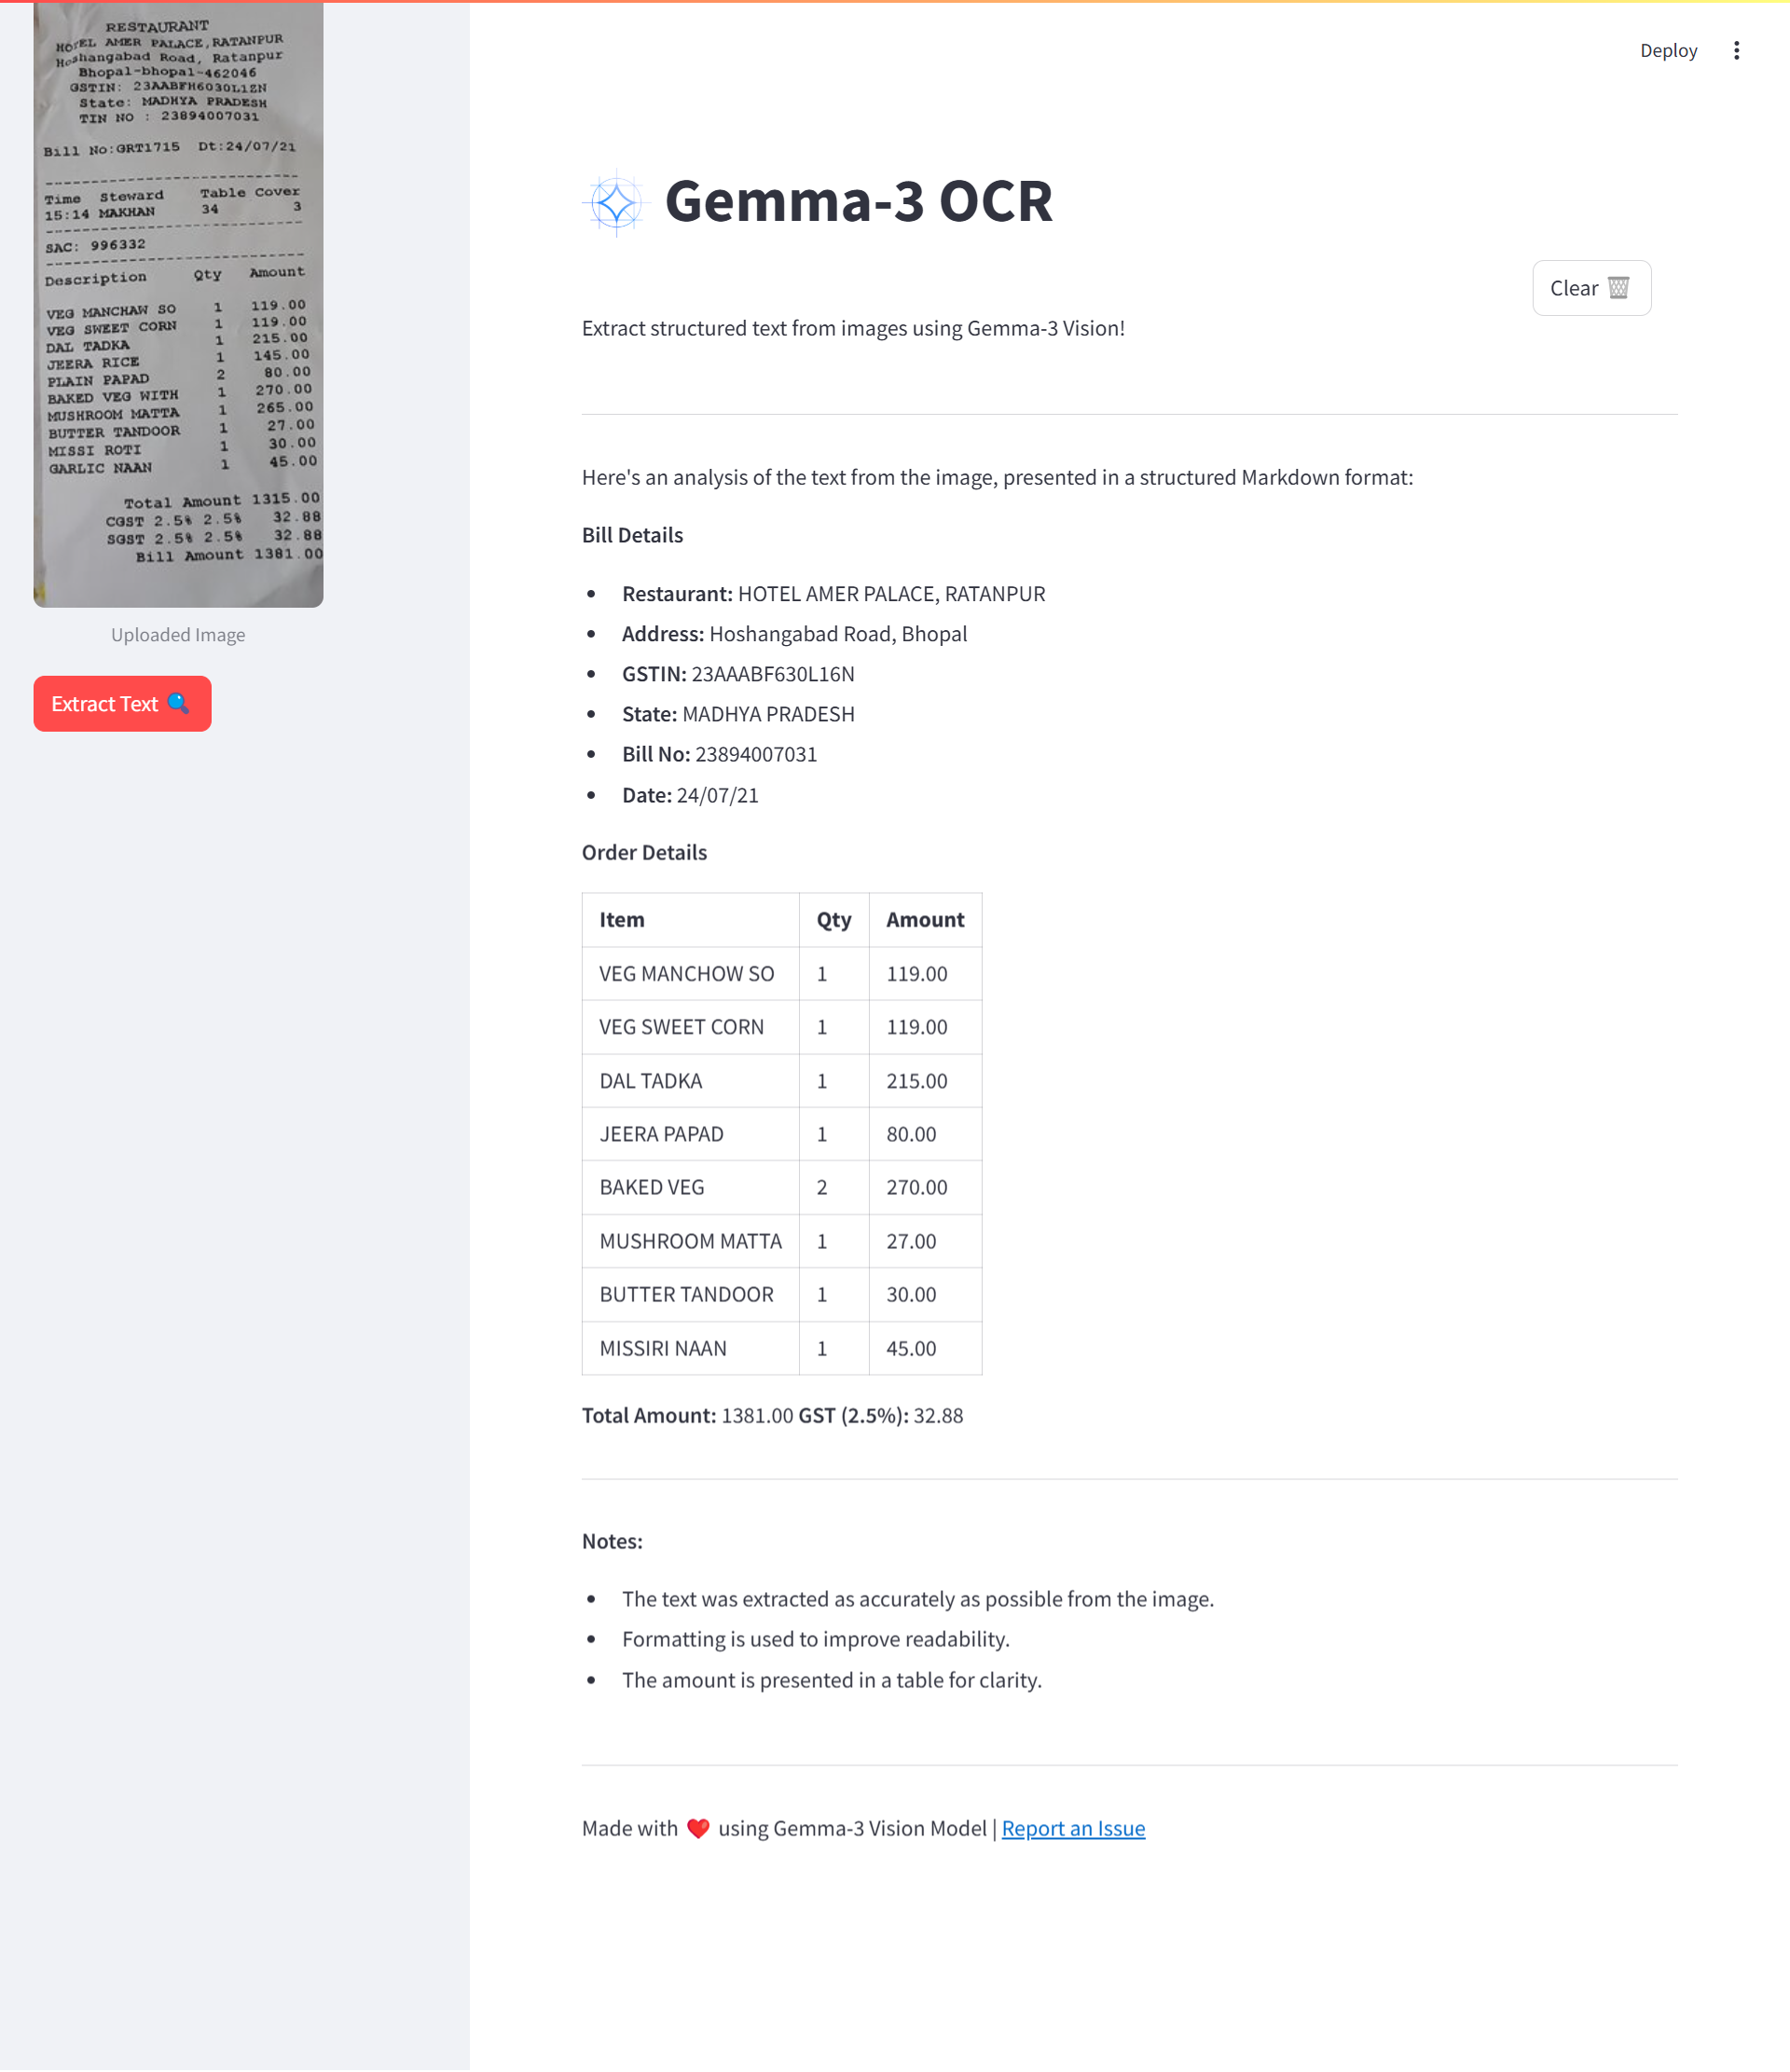 RESTAURANT
HOTEL AMER PALACE,RATANPUR
Hoshangabad Road, Ratanpur
Bhopal-bhopal-462046
GSTIN: 23AABFH6030L1ZN
State: MADHYA PRADESH
TIN NO : 23894007031
Bill No:GRT1715 Dt:24/07/21
Time Steward Table Cover
15:14 MAKHAN 34 3
SAC: 996332
Description Qty Amount
VEG MANCHAW SO 1 119.00
VEG SWEET CORN 1 119.00
DAL TADKA 1 215.00
JEERA RICE 1 145.00
PLAIN PAPAD 2 80.00
BAKED VEG WITH 1 270.00
MUSHROOM MATTA 1 265.00
BUTTER TANDOOR 1 27.00
MISSI ROTI 1 30.00
GARLIC NAAN 1 45.00
Total Amount 1315.00
CGST 2.5% 2.5% 32.88
SGST 2.5% 2.5% 32.88
Bill Amount 1381.00
Uploaded Image
Extract Text
Deploy
Gemma-3 OCR
Clear
Extract structured text from images using Gemma-3 Vision!
Here's an analysis of the text from the image, presented in a structured Markdown format:
Bill Details
• Restaurant: HOTEL AMER PALACE, RATANPUR
• Address: Hoshangabad Road, Bhopal
• GSTIN: 23AAABF630L16N
• State: MADHYA PRADESH
• Bill No: 23894007031
• Date: 24/07/21
Order Details
Item Qty Amount
VEG MANCHOW SO 1 119.00
VEG SWEET CORN 1 119.00
DAL TADKA 1 215.00
JEERA PAPAD 1 80.00
BAKED VEG 2 270.00
MUSHROOM MATTA 1 27.00
BUTTER TANDOOR 1 30.00
MISSIRI NAAN 1 45.00
Total Amount: 1381.00 GST (2.5%): 32.88
Notes:
• The text was extracted as accurately as possible from the image.
• Formatting is used to improve readability.
• The amount is presented in a table for clarity.
Made with ❤️ using Gemma-3 Vision Model | Report an Issue